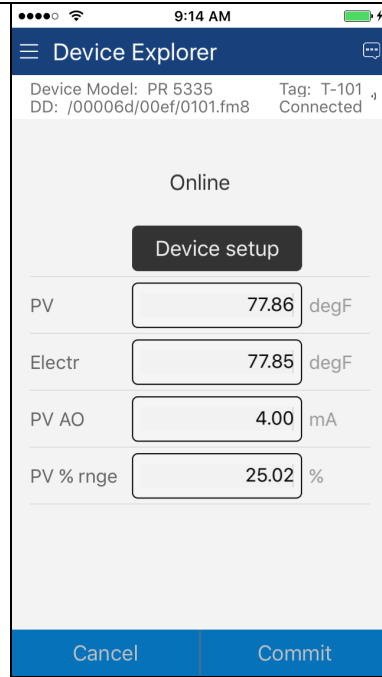 9:14 AM
Device Explorer
Device Model: PR 5335 Tag: T-101
DD: /00006d/00ef/0101.fm8 Connected
Online
Device setup
PV 77.86 degF
Electr 77.85 degF
PV AO 4.00 mA
PV % rnge 25.02 %
Cancel Commit